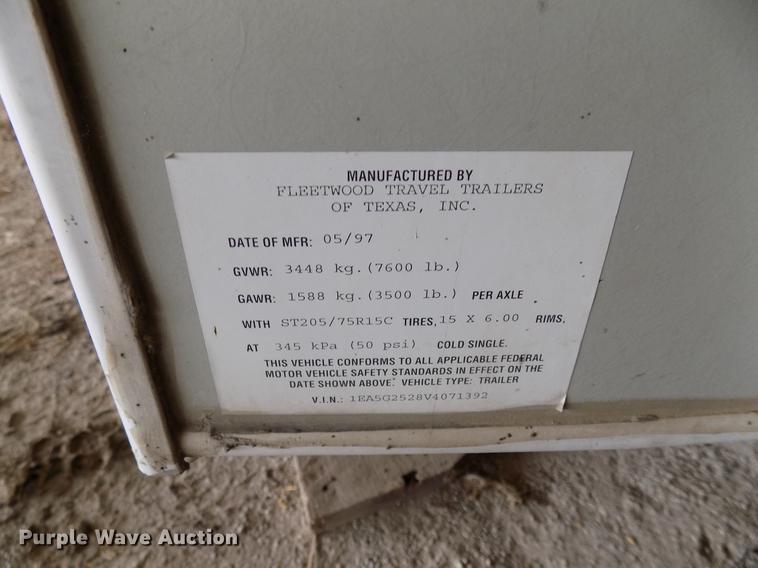 MANUFACTURED BY
FLEETWOOD TRAVEL TRAILERS
OF TEXAS, INC.
DATE OF MFR: 05/97
GVWR: 3448 kg.(7600 lb.)
GAWR: 1588 kg.(3500 lb.) PER AXLE
WITH ST205/75R15C TIRES, 15 X 6.00 RIMS,
AT 345 kPa (50 psi) COLD SINGLE.
THIS VEHICLE CONFORMS TO ALL APPLICABLE FEDERAL
MOTOR VEHICLE SAFETY STANDARDS IN EFFECT ON THE
DATE SHOWN ABOVE. VEHICLE TYPE: TRAILER
V.I.N.: 1EA5G2528V4071392
Purple Wave Auction